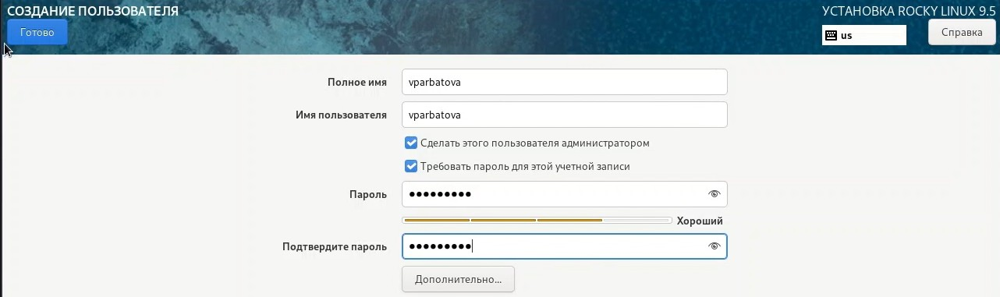 СОЗДАНИЕ ПОЛЬЗОВАТЕЛЯ
УСТАНОВКА ROCKY LINUX 9.5
Готово
us
Справка
Полное имя vparbatova
Имя пользователя vparbatova
Сделать этого пользователя администратором
Требовать пароль для этой учетной записи
Пароль ●●●●●●●●●
Хороший
Подтвердите пароль ●●●●●●●●●
Дополнительно...